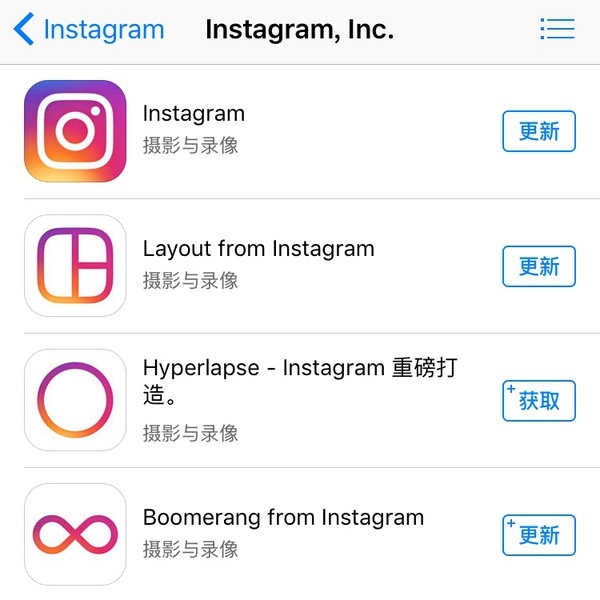 Instagram
Instagram, Inc.
Instagram
摄影与录像
更新
Layout from Instagram
摄影与录像
更新
Hyperlapse - Instagram 重磅打
造。
摄影与录像
+获取
Boomerang from Instagram
摄影与录像
+更新